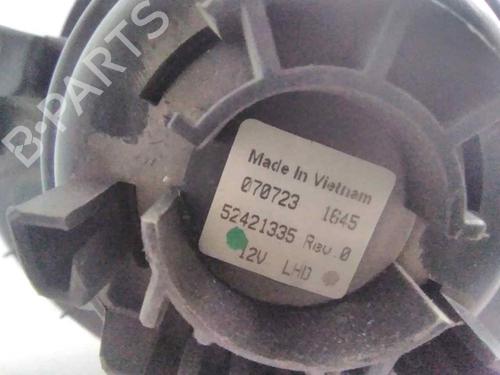 B-PARTS
Made In Vietnam
070723 1645
52421335 Rev.0
12V LHD